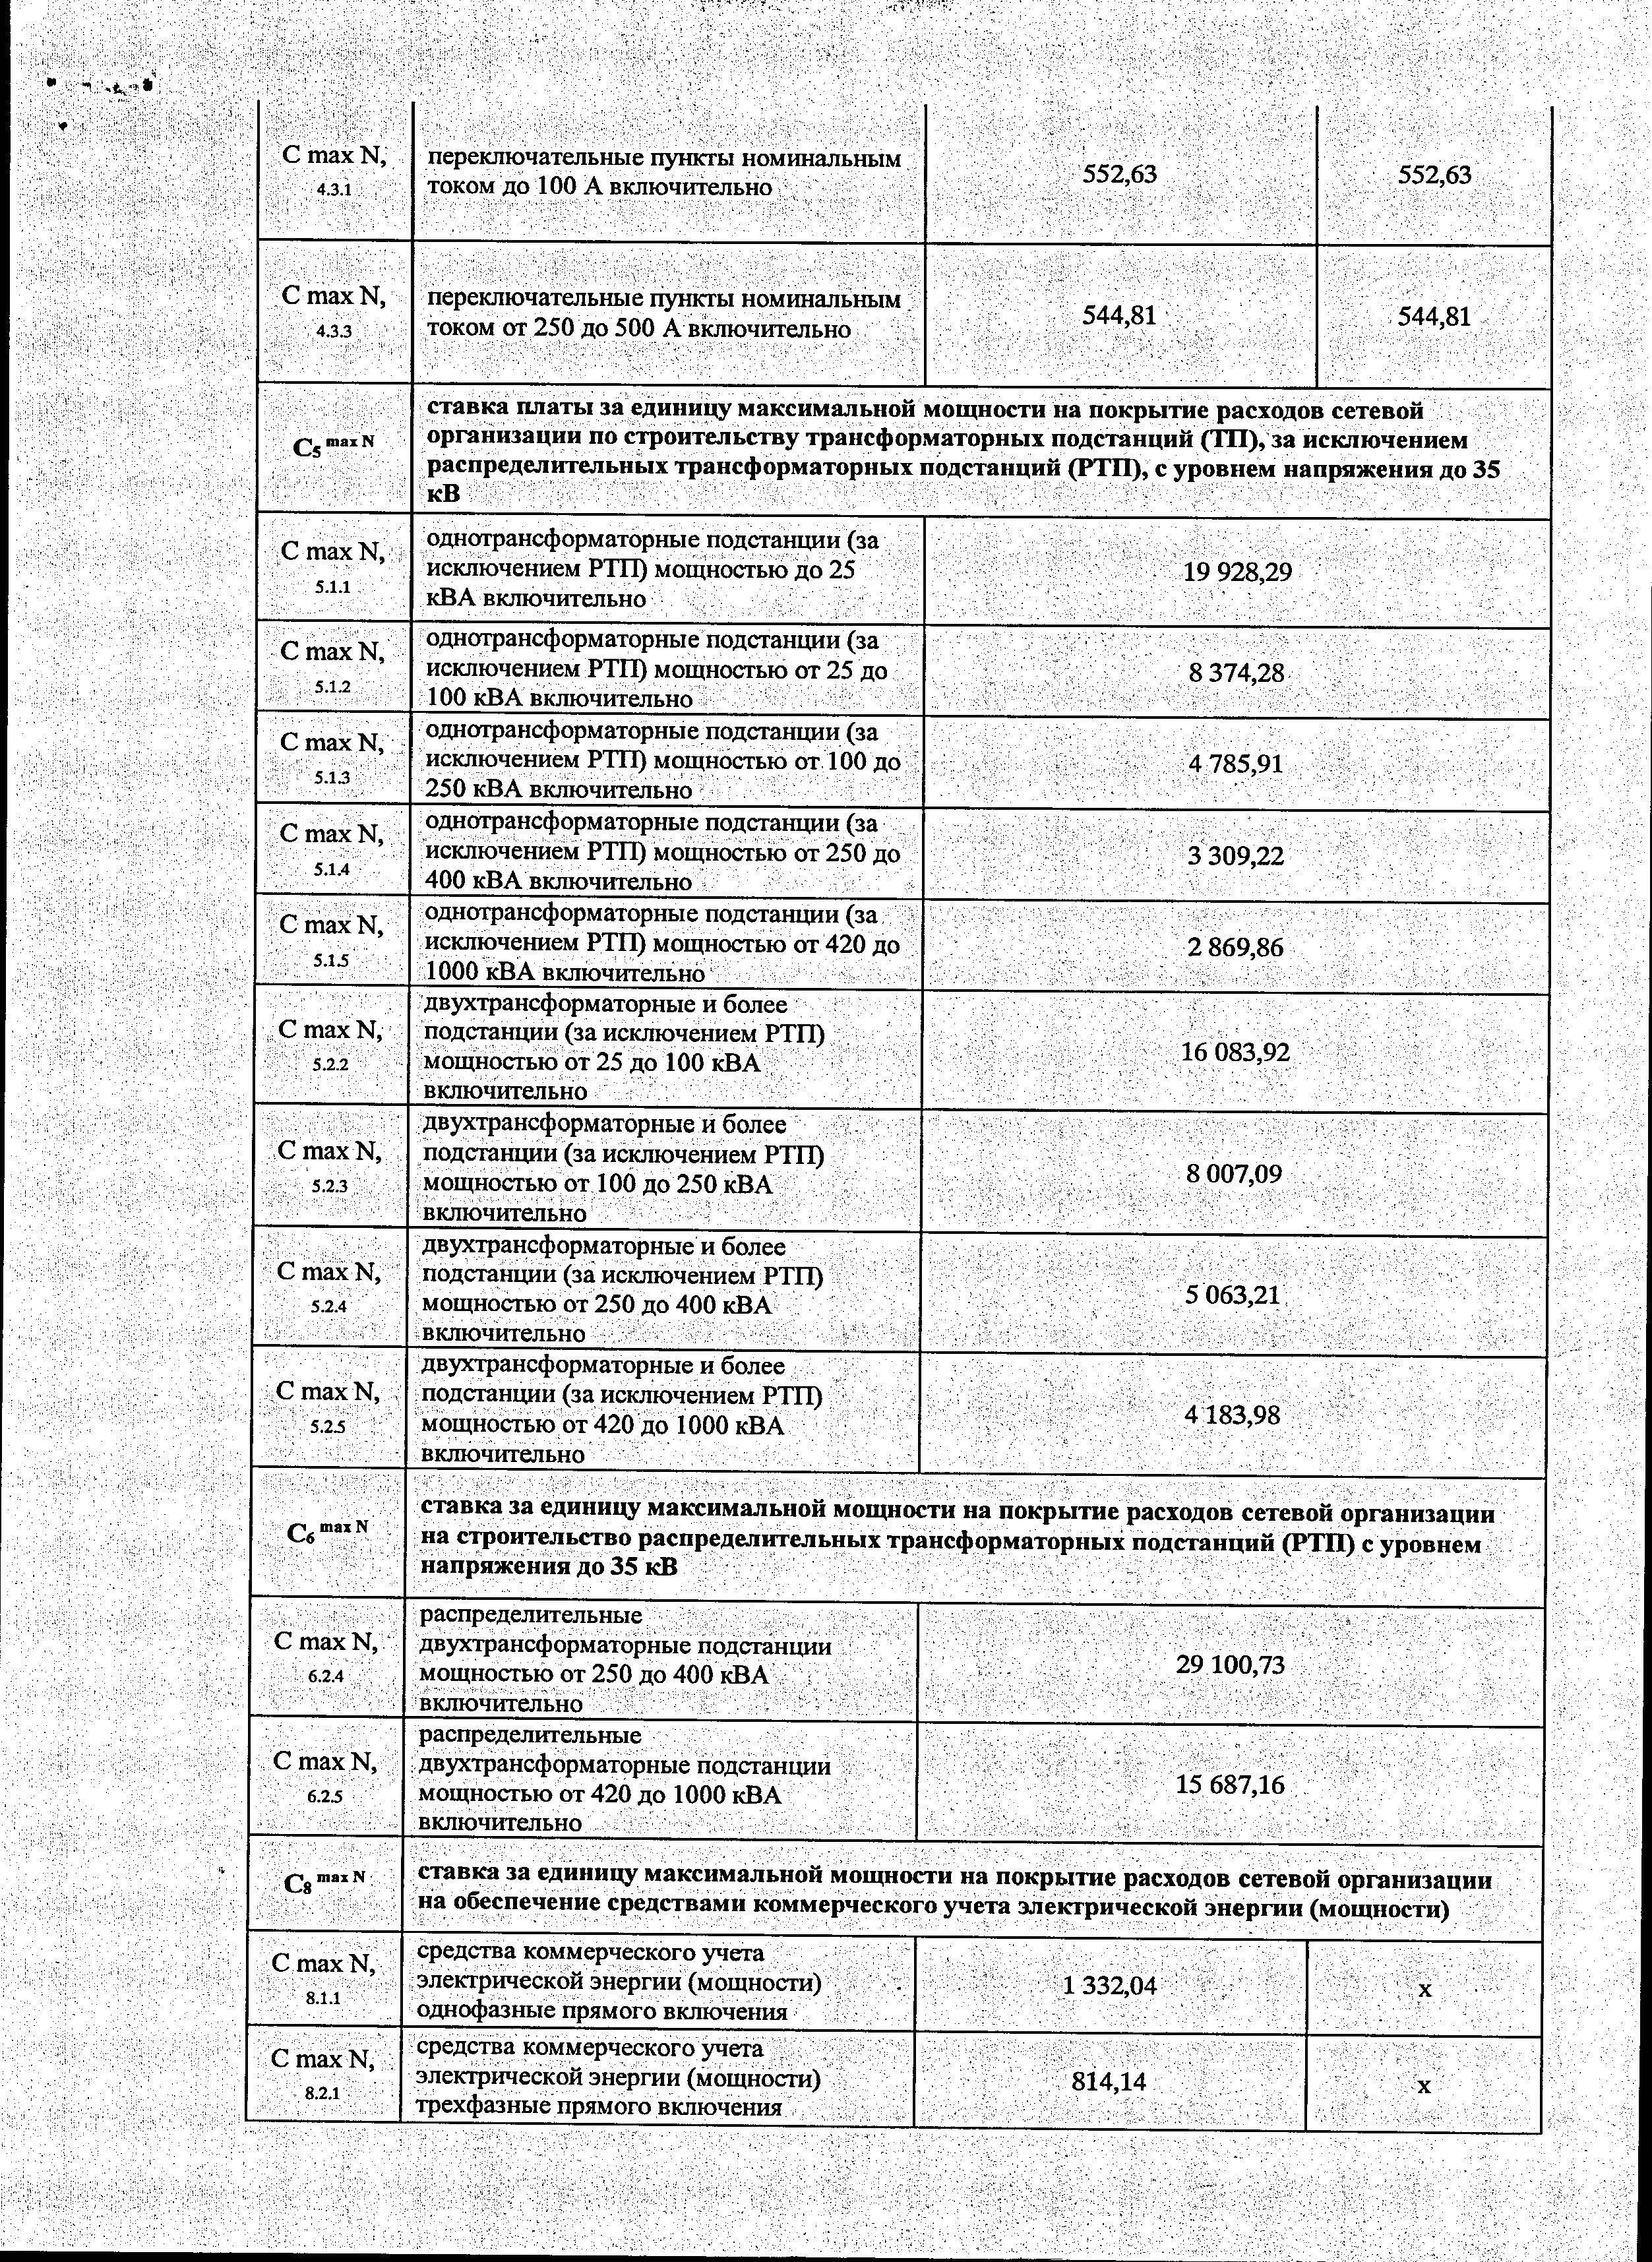 C max N,
4.3.1
переключательные пункты номинальным
током до 100 А включительно
552,63
552,63
C max N,
4.3.3
переключательные пункты номинальным
током от 250 до 500 А включительно
544,81
544,81
C5 max N
ставка платы за единицу максимальной мощности на покрытие расходов сетевой
организации по строительству трансформаторных подстанций (ТП), за исключением
распределительных трансформаторных подстанций (РТП), с уровнем напряжения до 35
кВ
C max N,
5.1.1
однотрансформаторные подстанции (за
исключением РТП) мощностью до 25
кВА включительно
19 928,29
C max N,
5.1.2
однотрансформаторные подстанции (за
исключением РТП) мощностью от 25 до
100 кВА включительно
8 374,28
C max N,
5.1.3
однотрансформаторные подстанции (за
исключением РТП) мощностью от 100 до
250 кВА включительно
4 785,91
C max N,
5.1.4
однотрансформаторные подстанции (за
исключением РТП) мощностью от 250 до
400 кВА включительно
3 309,22
C max N,
5.1.5
однотрансформаторные подстанции (за
исключением РТП) мощностью от 420 до
1000 кВА включительно
2 869,86
C max N,
5.2.2
двухтрансформаторные и более
подстанции (за исключением РТП)
мощностью от 25 до 100 кВА
включительно
16 083,92
C max N,
5.2.3
двухтрансформаторные и более
подстанции (за исключением РТП)
мощностью от 100 до 250 кВА
включительно
8 007,09
C max N,
5.2.4
двухтрансформаторные и более
подстанции (за исключением РТП)
мощностью от 250 до 400 кВА
включительно
5 063,21
C max N,
5.2.5
двухтрансформаторные и более
подстанции (за исключением РТП)
мощностью от 420 до 1000 кВА
включительно
4 183,98
C6 max N
ставка за единицу максимальной мощности на покрытие расходов сетевой организации
на строительство распределительных трансформаторных подстанций (РТП) с уровнем
напряжения до 35 кВ
C max N,
6.2.4
распределительные
двухтрансформаторные подстанции
мощностью от 250 до 400 кВА
включительно
29 100,73
C max N,
6.2.5
распределительные
двухтрансформаторные подстанции
мощностью от 420 до 1000 кВА
включительно
15 687,16
C8 max N
ставка за единицу максимальной мощности на покрытие расходов сетевой организации
на обеспечение средствами коммерческого учета электрической энергии (мощности)
C max N,
8.1.1
средства коммерческого учета
электрической энергии (мощности)
однофазные прямого включения
1 332,04
х
C max N,
8.2.1
средства коммерческого учета
электрической энергии (мощности)
трехфазные прямого включения
814,14
х